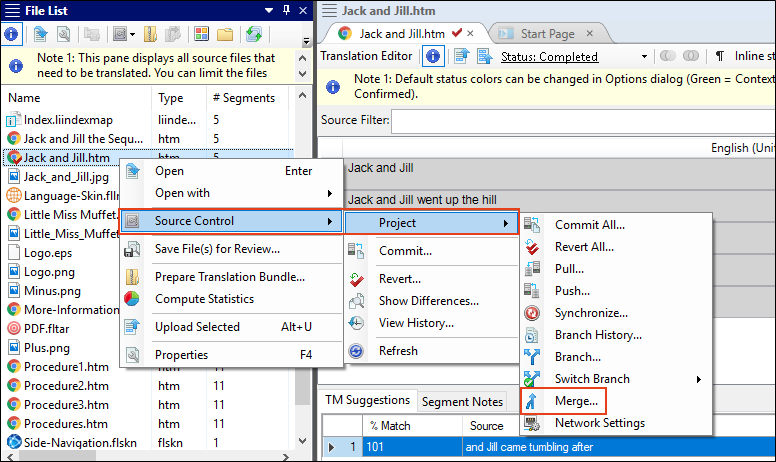 File List
Note 1: This pane displays all source files that
need to be translated. You can limit the files
Name Type # Segments
Index.liindexmap liinde... 5
Jack and Jill the Sequ... htm 5
Jack and Jill.htm htm 5
Jack_and_Jill.jpg
Language-Skin.flln
Little Miss Muffet.
Little_Miss_Muffet.
Logo.eps
Logo.png
Minus.png
More-Information
PDF.fltar
Plus.png
Procedure1.htm htm 11
Procedure2.htm htm 11
Procedure3.htm htm 11
Procedures.htm htm 11
Side-Navigation.flskn flskn 11
Open Enter
Open with
Source Control
Save File(s) for Review...
Prepare Translation Bundle...
Compute Statistics
Upload Selected Alt+U
Properties F4
Project
Commit...
Revert...
Show Differences...
View History...
Refresh
Commit All...
Revert All...
Pull...
Push...
Synchronize...
Branch History...
Branch...
Switch Branch
Merge...
Network Settings
Jack and Jill.htm
Jack and Jill.htm Start Page
Translation Editor Status: Completed Inline s
Note 1: Default status colors can be changed in Options dialog (Green = Context
Confirmed).
Source Filter:
English (Unit
Jack and Jill
Jack and Jill went up the hill
TM Suggestions Segment Notes
% Match Source
1 101 and Jill came tumbling after